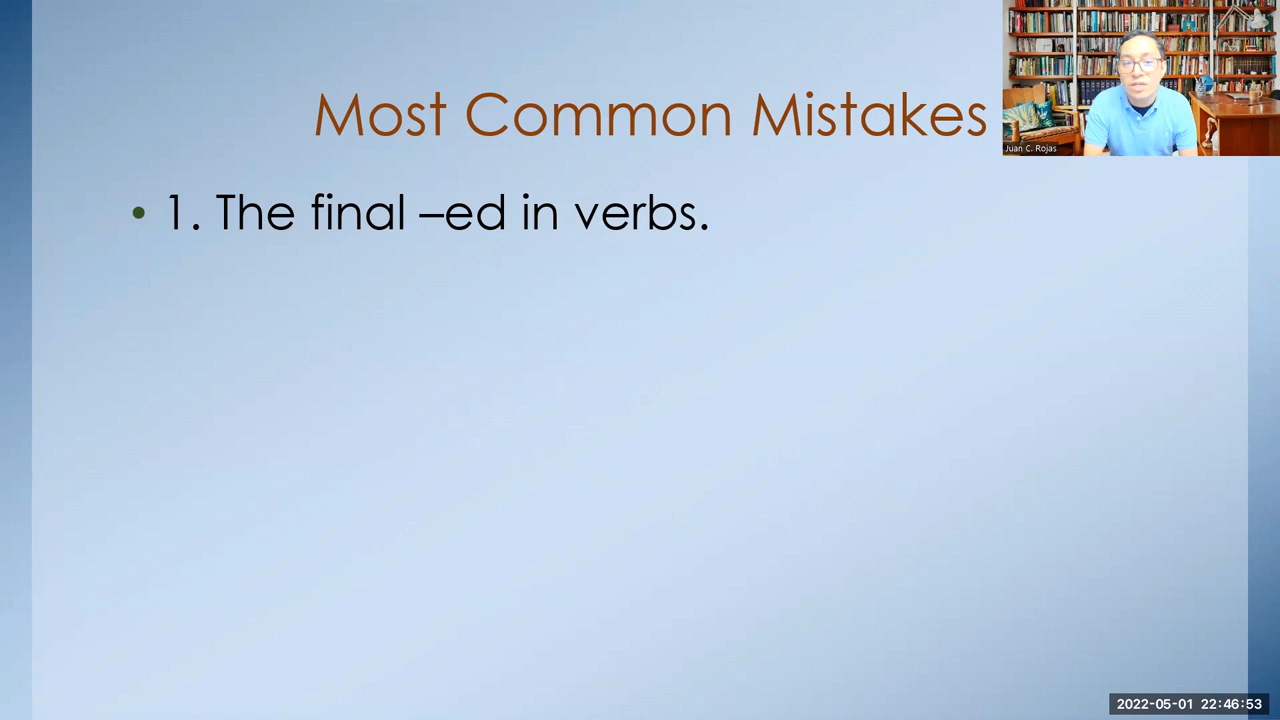 Most Common Mistakes
Juan C. Rojas
• 1. The final –ed in verbs.
2022-05-01 22:46:53